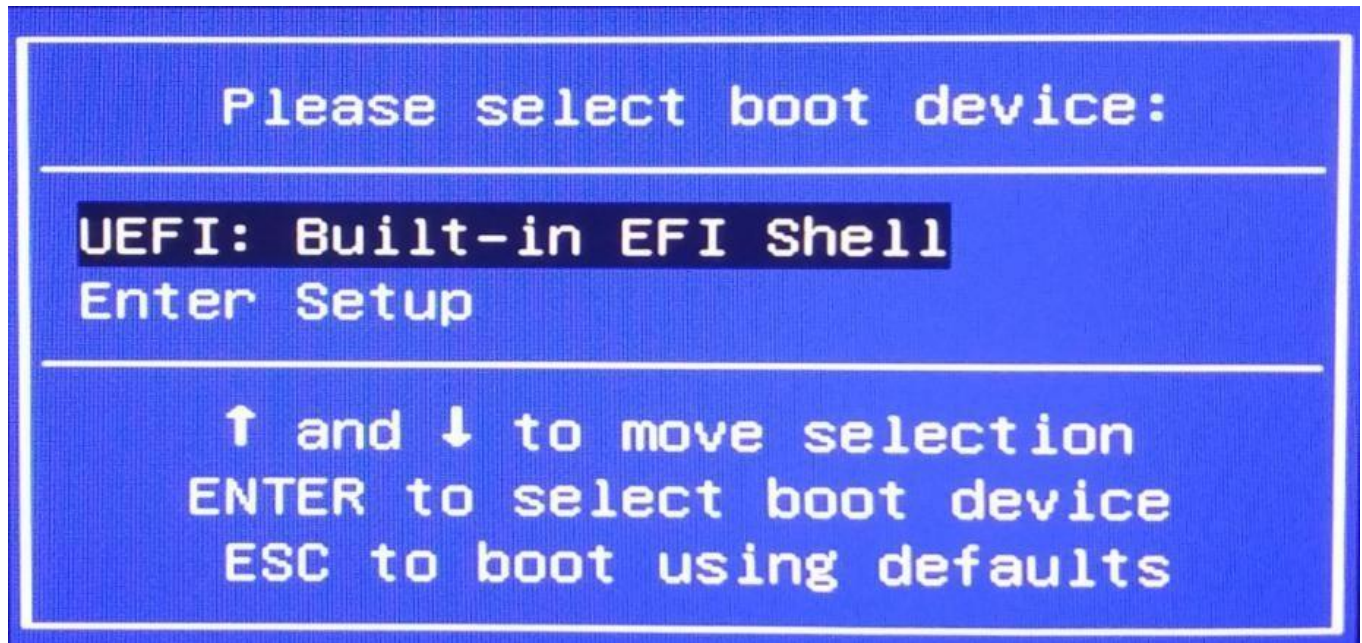 Please select boot device:
UEFI: Built-in EFI Shell
Enter Setup
↑ and ↓ to move selection
ENTER to select boot device
ESC to boot using defaults